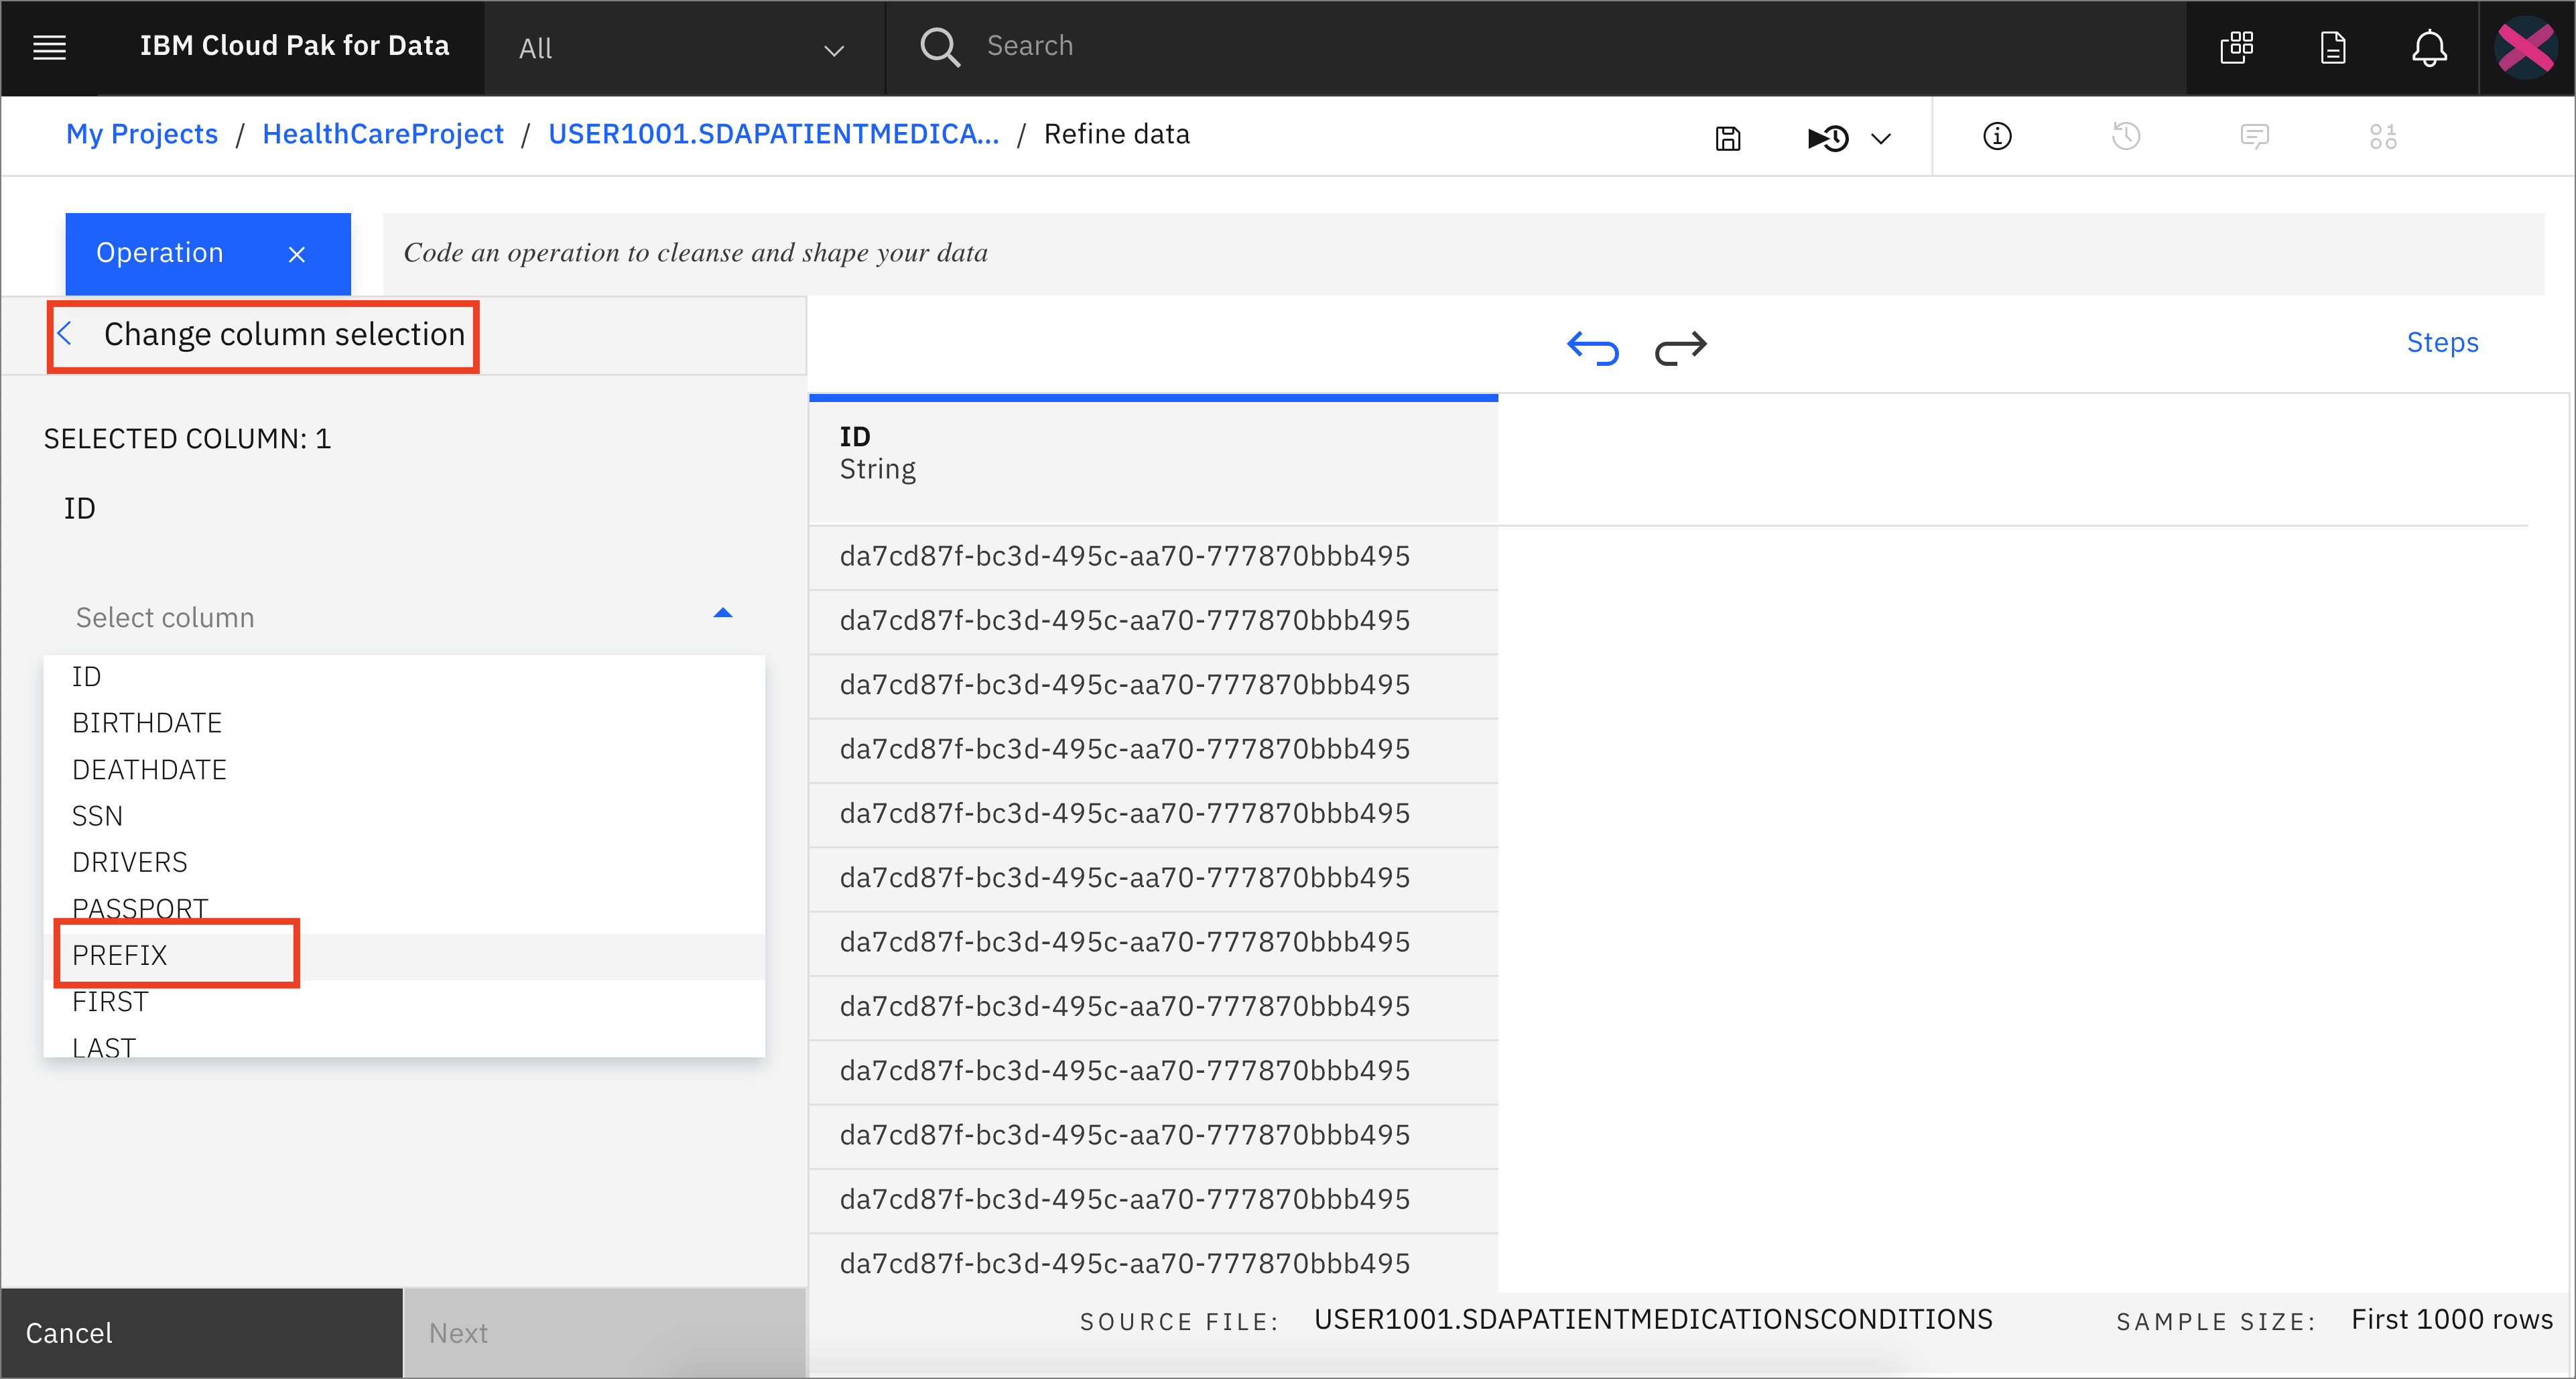 IBM Cloud Pak for Data
All
Search
My Projects / HealthCareProject / USER1001.SDAPATIENTMEDICA... / Refine data
Operation
Code an operation to cleanse and shape your data
Change column selection
Steps
SELECTED COLUMN: 1
ID
Select column
ID
BIRTHDATE
DEATHDATE
SSN
DRIVERS
PASSPORT
PREFIX
FIRST
LAST
Cancel
Next
ID
String
da7cd87f-bc3d-495c-aa70-777870bbb495
da7cd87f-bc3d-495c-aa70-777870bbb495
da7cd87f-bc3d-495c-aa70-777870bbb495
da7cd87f-bc3d-495c-aa70-777870bbb495
da7cd87f-bc3d-495c-aa70-777870bbb495
da7cd87f-bc3d-495c-aa70-777870bbb495
da7cd87f-bc3d-495c-aa70-777870bbb495
da7cd87f-bc3d-495c-aa70-777870bbb495
da7cd87f-bc3d-495c-aa70-777870bbb495
da7cd87f-bc3d-495c-aa70-777870bbb495
da7cd87f-bc3d-495c-aa70-777870bbb495
da7cd87f-bc3d-495c-aa70-777870bbb495
SOURCE FILE: USER1001.SDAPATIENTMEDICATIONSCONDITIONS
SAMPLE SIZE: First 1000 rows